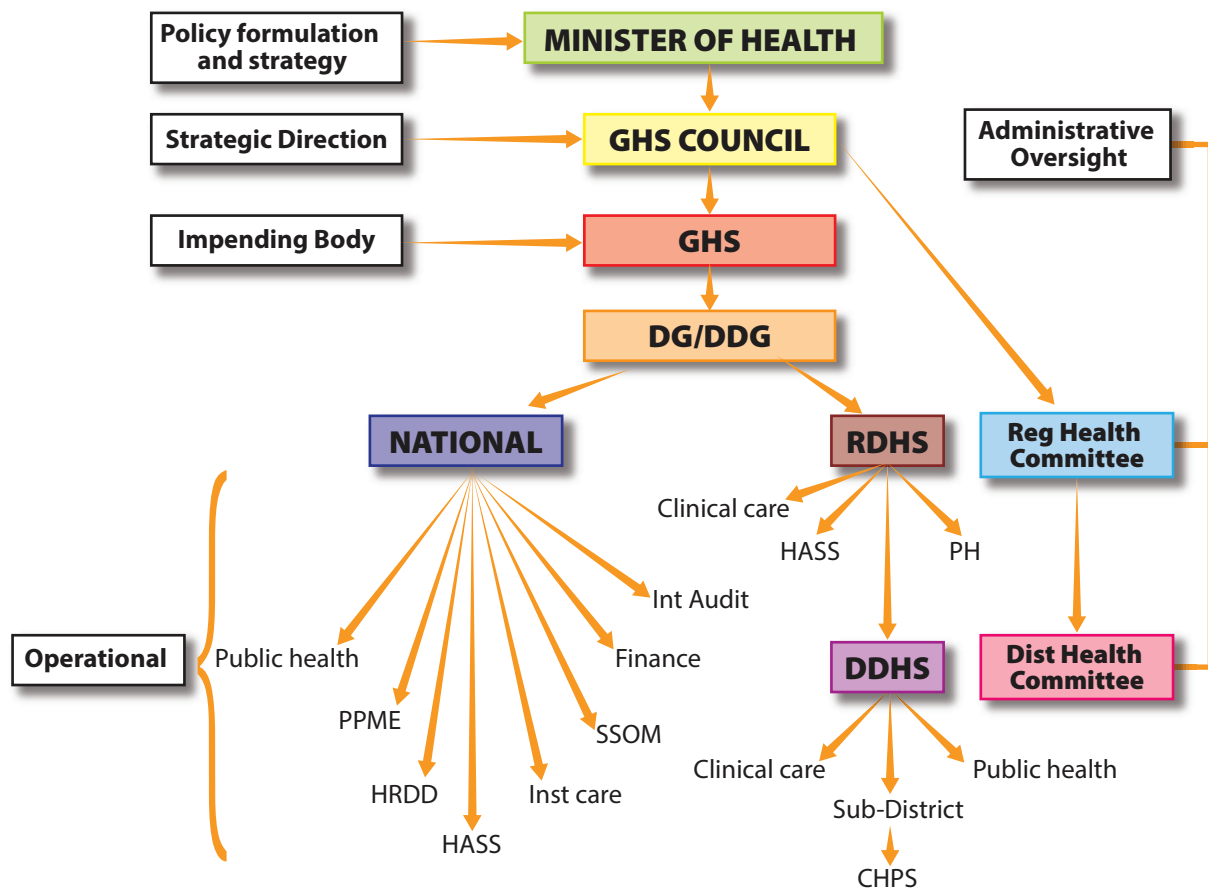 Policy formulation
and strategy
MINISTER OF HEALTH
Strategic Direction
GHS COUNCIL
Administrative
Oversight
Impending Body
GHS
DG/DDG
NATIONAL
RDHS
Reg Health
Committee
Clinical care
HASS
PH
Int Audit
Operational
Public health
Finance
DDHS
Dist Health
Committee
PPME
SSOM
Clinical care
Public health
HRDD
Inst care
Sub-District
HASS
CHPS